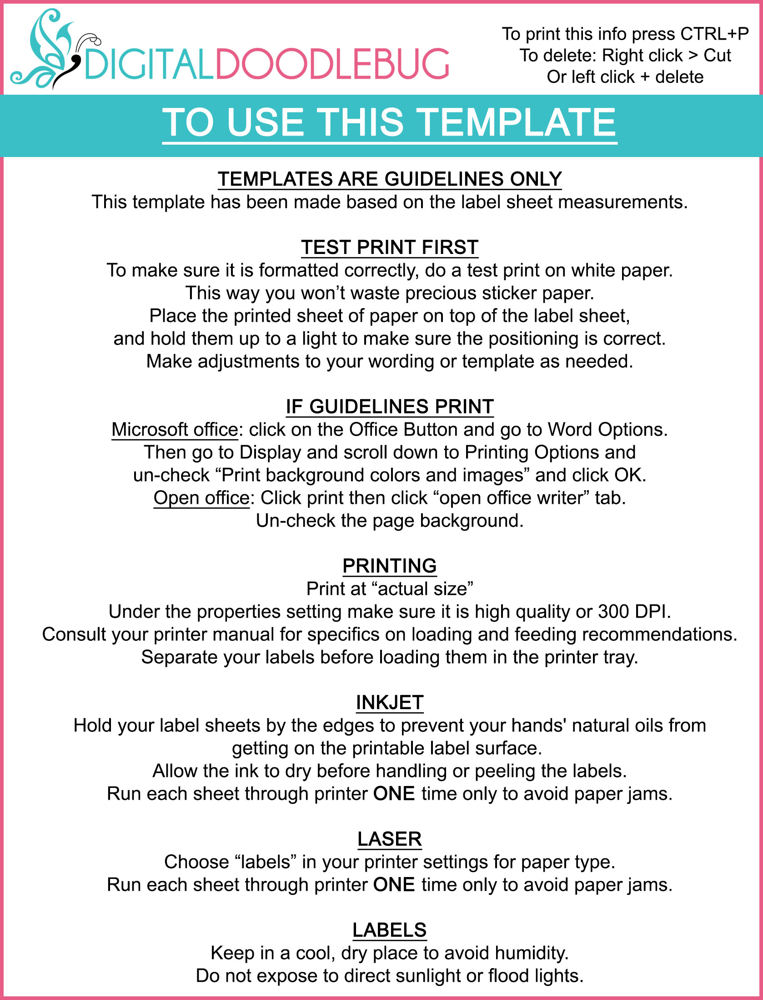 DIGITALDOODLEBUG
To print this info press CTRL+P
To delete: Right click > Cut
Or left click + delete
TO USE THIS TEMPLATE
TEMPLATES ARE GUIDELINES ONLY
This template has been made based on the label sheet measurements.
TEST PRINT FIRST
To make sure it is formatted correctly, do a test print on white paper.
This way you won’t waste precious sticker paper.
Place the printed sheet of paper on top of the label sheet,
and hold them up to a light to make sure the positioning is correct.
Make adjustments to your wording or template as needed.
IF GUIDELINES PRINT
Microsoft office: click on the Office Button and go to Word Options.
Then go to Display and scroll down to Printing Options and
un-check “Print background colors and images” and click OK.
Open office: Click print then click “open office writer” tab.
Un-check the page background.
PRINTING
Print at “actual size”
Under the properties setting make sure it is high quality or 300 DPI.
Consult your printer manual for specifics on loading and feeding recommendations.
Separate your labels before loading them in the printer tray.
INKJET
Hold your label sheets by the edges to prevent your hands' natural oils from
getting on the printable label surface.
Allow the ink to dry before handling or peeling the labels.
Run each sheet through printer ONE time only to avoid paper jams.
LASER
Choose “labels” in your printer settings for paper type.
Run each sheet through printer ONE time only to avoid paper jams.
LABELS
Keep in a cool, dry place to avoid humidity.
Do not expose to direct sunlight or flood lights.